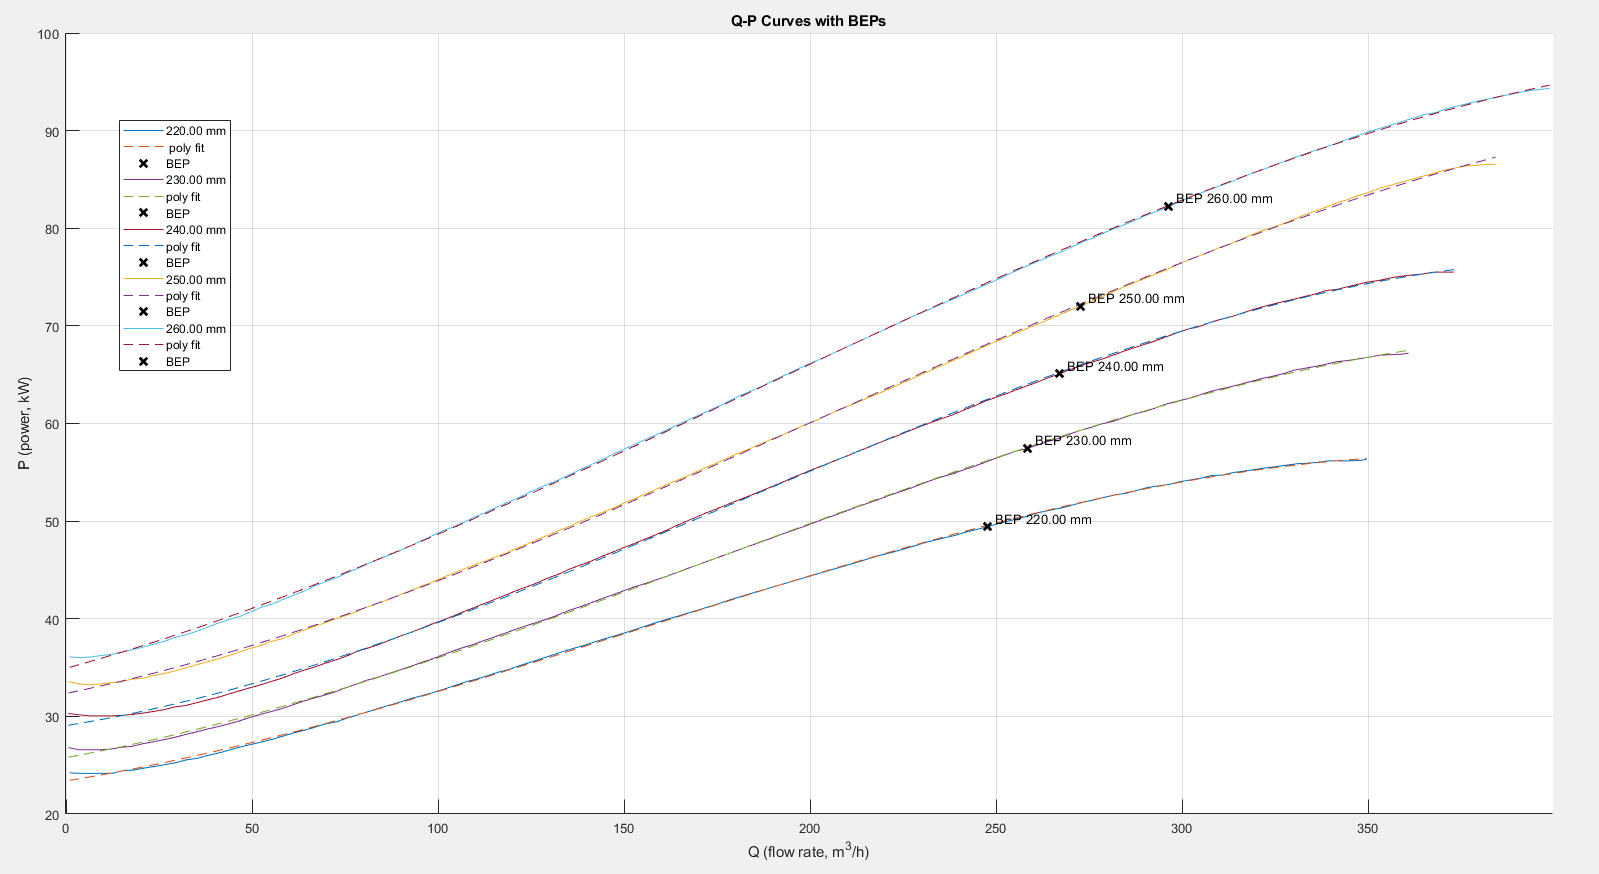 Q-P Curves with BEPs
100
90
80
70
60
50
40
30
20
P (power, kW)
220.00 mm
poly fit
BEP
230.00 mm
poly fit
BEP
240.00 mm
poly fit
BEP
250.00 mm
poly fit
BEP
260.00 mm
poly fit
BEP
BEP 260.00 mm
BEP 250.00 mm
BEP 240.00 mm
BEP 230.00 mm
BEP 220.00 mm
0 50 100 150 200 250 300 350
Q (flow rate, m³/h)